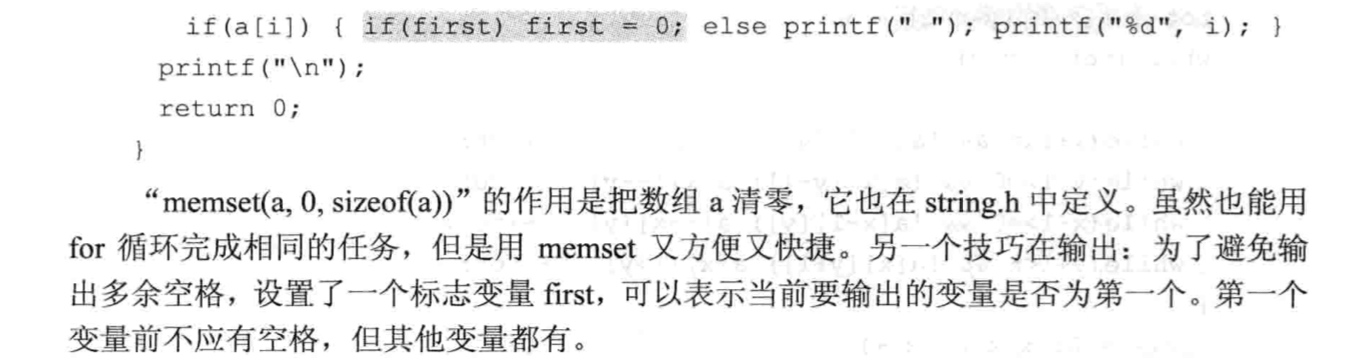 if(a[i]) { if(first) first = 0; else printf(" "); printf("%d", i); }
printf("\n");
return 0;
}
“memset(a, 0, sizeof(a))”的作用是把数组 a 清零，它也在 string.h 中定义。虽然也能用
for 循环完成相同的任务，但是用 memset 又方便又快捷。另一个技巧在输出：为了避免输
出多余空格，设置了一个标志变量 first，可以表示当前要输出的变量是否为第一个。第一个
变量前不应有空格，但其他变量都有。